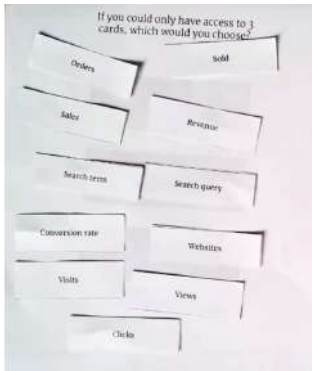 If you could only have access to 3
cards, which would you choose?
Orders
Sold
Sales
Revenue
Search term
Search query
Conversion rate
Websites
Visits
Views
Clicks